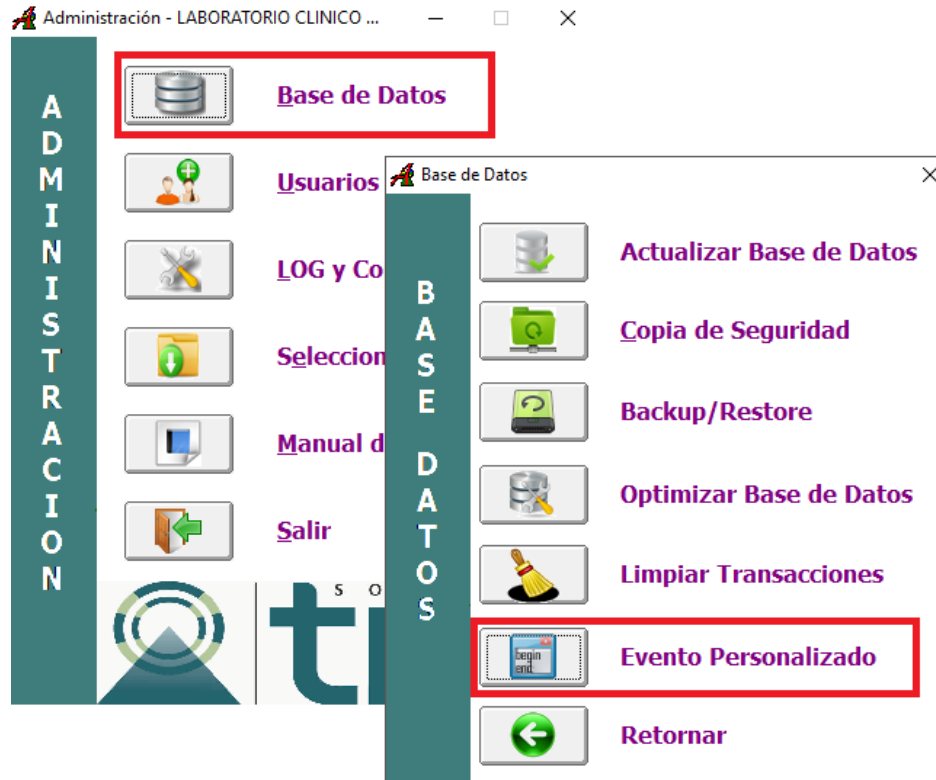 Administración - LABORATORIO CLINICO ...
ADMINISTRACION
Base de Datos
Usuarios
LOG y Co
Seleccion
Manual d
Salir
S O
Base de Datos
BASE DATOS
Actualizar Base de Datos
Copia de Seguridad
Backup/Restore
Optimizar Base de Datos
Limpiar Transacciones
begin
end
Evento Personalizado
Retornar